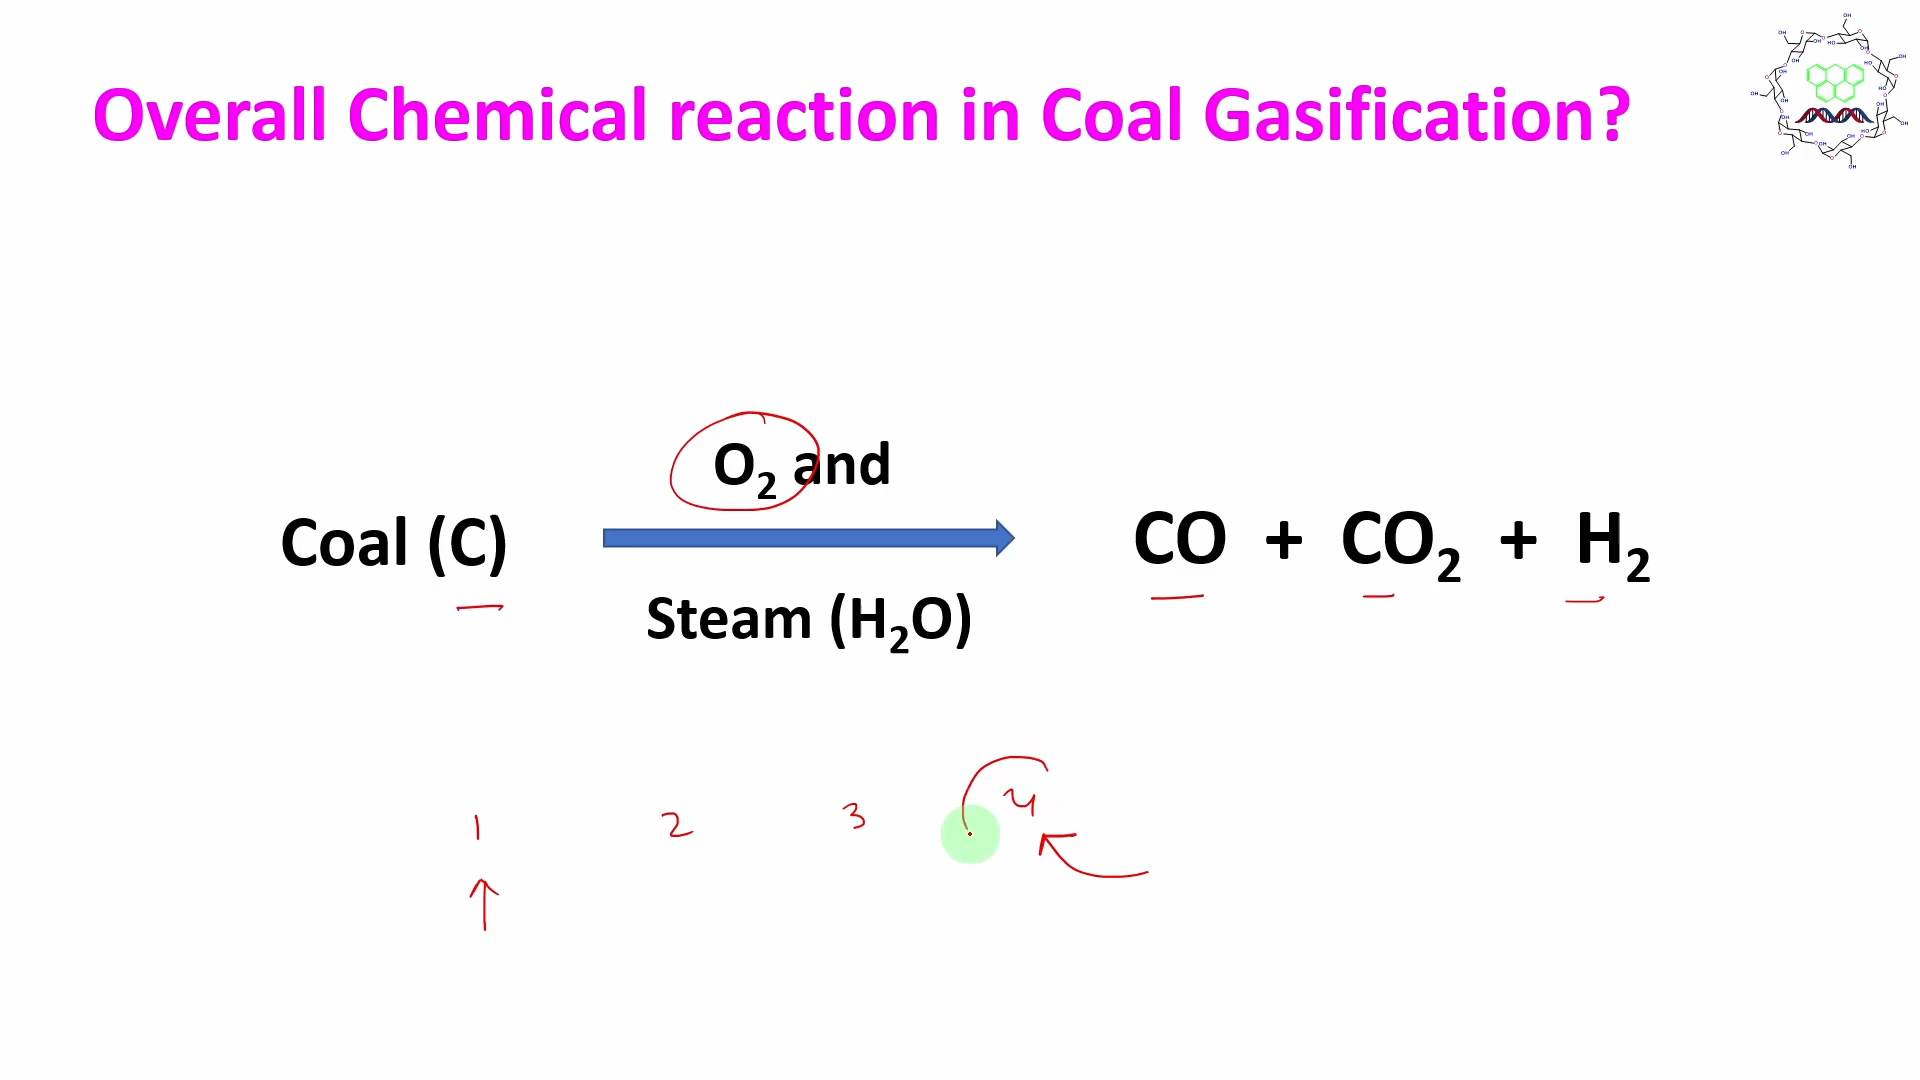 Overall Chemical reaction in Coal Gasification?
O₂ and
Coal (C)
CO + CO₂ + H₂
Steam (H₂O)
1 2 3 4